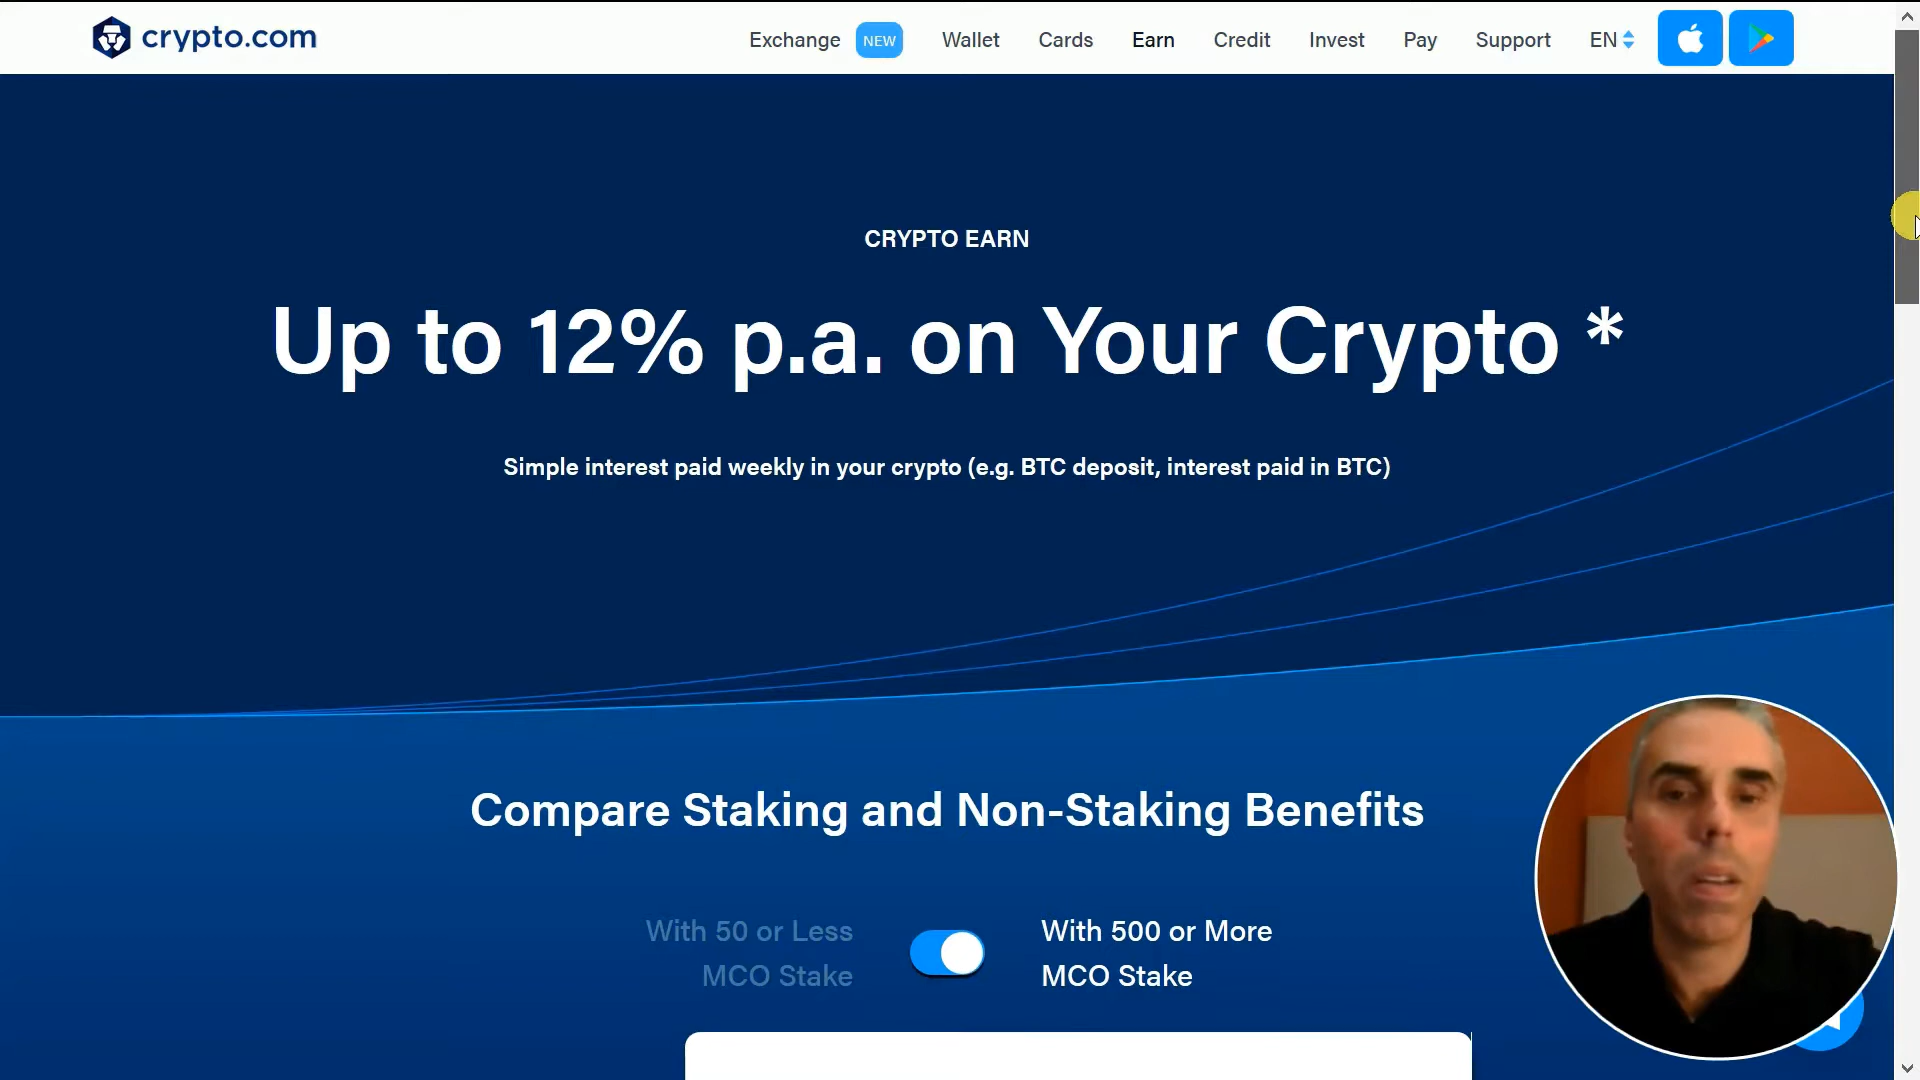 crypto.com
Exchange NEW Wallet Cards Earn Credit Invest Pay Support EN
CRYPTO EARN
Up to 12% p.a. on Your Crypto *
Simple interest paid weekly in your crypto (e.g. BTC deposit, interest paid in BTC)
Compare Staking and Non-Staking Benefits
With 50 or Less
MCO Stake
With 500 or More
MCO Stake